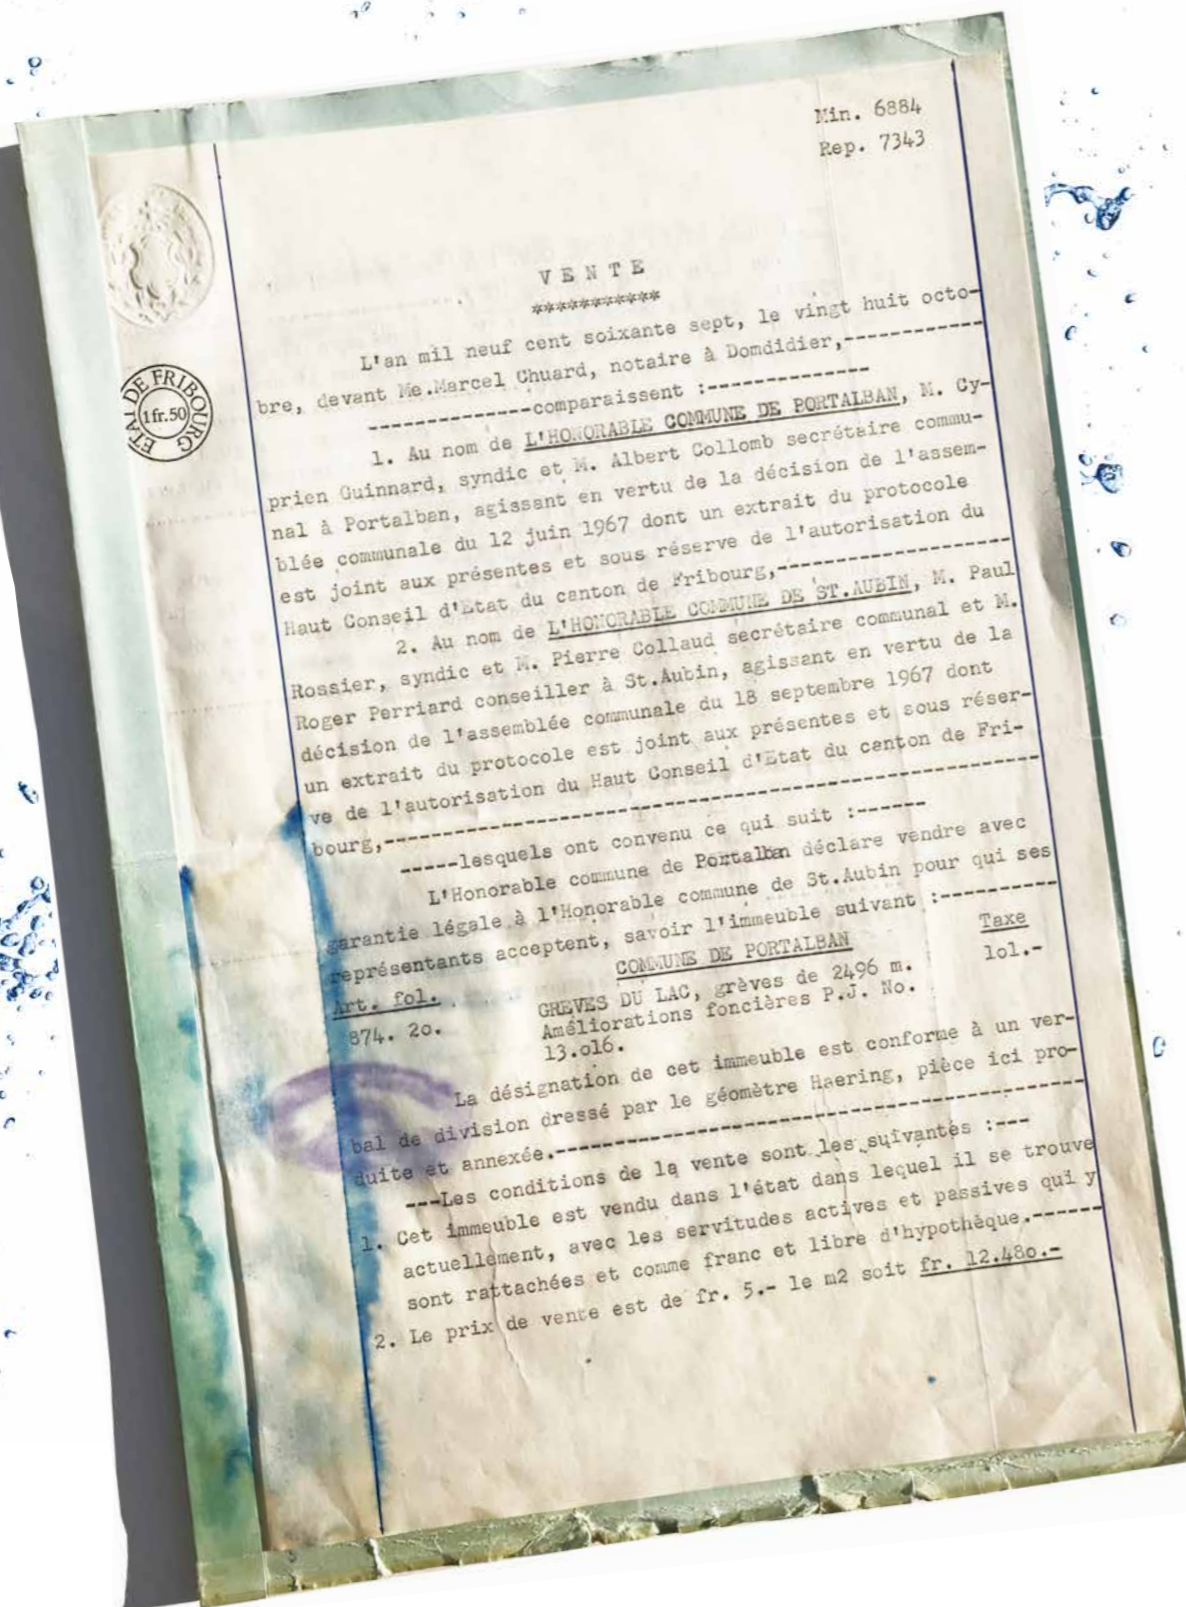 Min. 6884
Rep. 7343
ETAT DE FRIBOURG
1fr.50
VENTE
***********
L'an mil neuf cent soixante sept, le vingt huit octo-
bre, devant Me.Marcel Chuard, notaire à Domdidier,-----------
-------------comparaissent :-------------
1. Au nom de L'HONORABLE COMMUNE DE PORTALBAN, M. Cy-
prien Guinnard, syndic et M. Albert Collomb secrétaire commu-
nal à Portalban, agissant en vertu de la décision de l'assem-
blée communale du 12 juin 1967 dont un extrait du protocole
est joint aux présentes et sous réserve de l'autorisation du
Haut Conseil d'Etat du canton de Fribourg,------------------
2. Au nom de L'HONORABLE COMMUNE DE ST.AUBIN, M. Paul
Rossier, syndic et M. Pierre Collaud secrétaire communal et M.
Roger Perriard conseiller à St.Aubin, agissant en vertu de la
décision de l'assemblée communale du 18 septembre 1967 dont
un extrait du protocole est joint aux présentes et sous réser-
ve de l'autorisation du Haut Conseil d'Etat du canton de Fri-
bourg,----------------------------------------------------
-----lesquels ont convenu ce qui suit :------
L'Honorable commune de Portalban déclare vendre avec
garantie légale à l'Honorable commune de St.Aubin pour qui ses
représentants acceptent, savoir l'immeuble suivant :----------
Art. fol. COMMUNE DE PORTALBAN Taxe
874. 2o. GREVES DU LAC, grèves de 2496 m. lol.-
Améliorations foncières P.J. No.
13.o16.
La désignation de cet immeuble est conforme à un ver-
bal de division dressé par le géomètre Haering, pièce ici pro-
duite et annexée.---------------------------------------------
---Les conditions de la vente sont les suivantes :---
1. Cet immeuble est vendu dans l'état dans lequel il se trouve
actuellement, avec les servitudes actives et passives qui y
sont rattachées et comme franc et libre d'hypothèque.------
2. Le prix de vente est de fr. 5.- le m2 soit fr. 12.48o.-